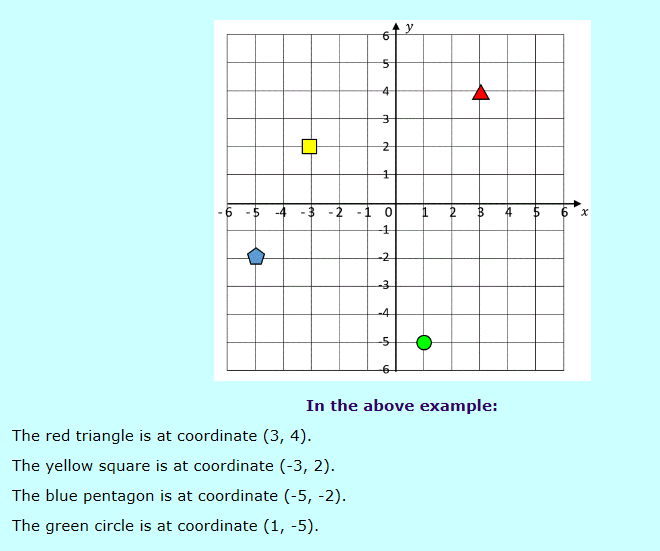 y
6
5
4
3
2
1
-6 -5 -4 -3 -2 -1 0 1 2 3 4 5 6 x
-1
-2
-3
-4
-5
-6
In the above example:
The red triangle is at coordinate (3, 4).
The yellow square is at coordinate (-3, 2).
The blue pentagon is at coordinate (-5, -2).
The green circle is at coordinate (1, -5).